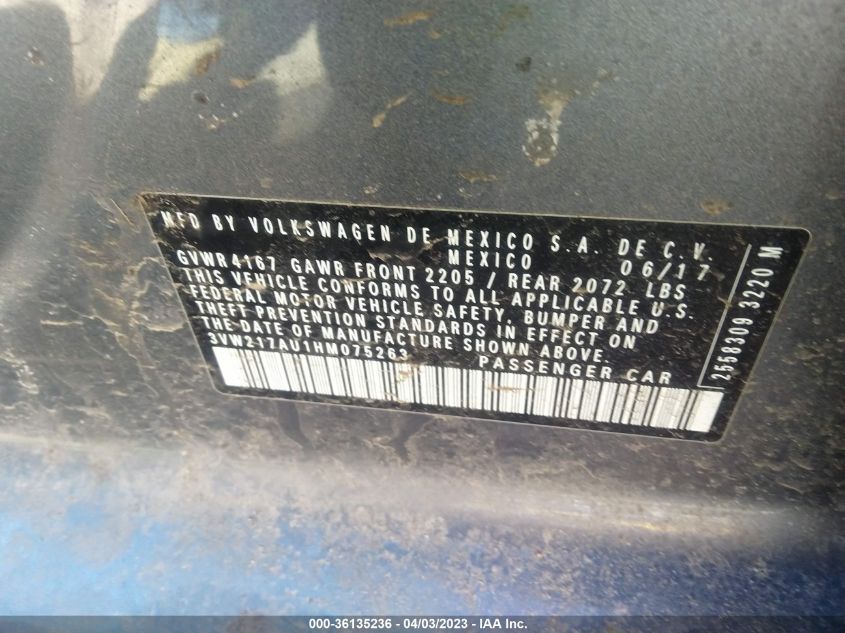 MFD BY VOLKSWAGEN DE MEXICO S.A. DE C.V.
MEXICO 06/17
GVWR 4167 GAWR FRONT 2205 / REAR 2072 LBS
THIS VEHICLE CONFORMS TO ALL APPLICABLE U.S.
FEDERAL MOTOR VEHICLE SAFETY, BUMPER AND
THEFT PREVENTION STANDARDS IN EFFECT ON
THE DATE OF MANUFACTURE SHOWN ABOVE.
3VW217AU1HM075263 PASSENGER CAR
2558309 3220 M
000-36135236 - 04/03/2023 - IAA Inc.